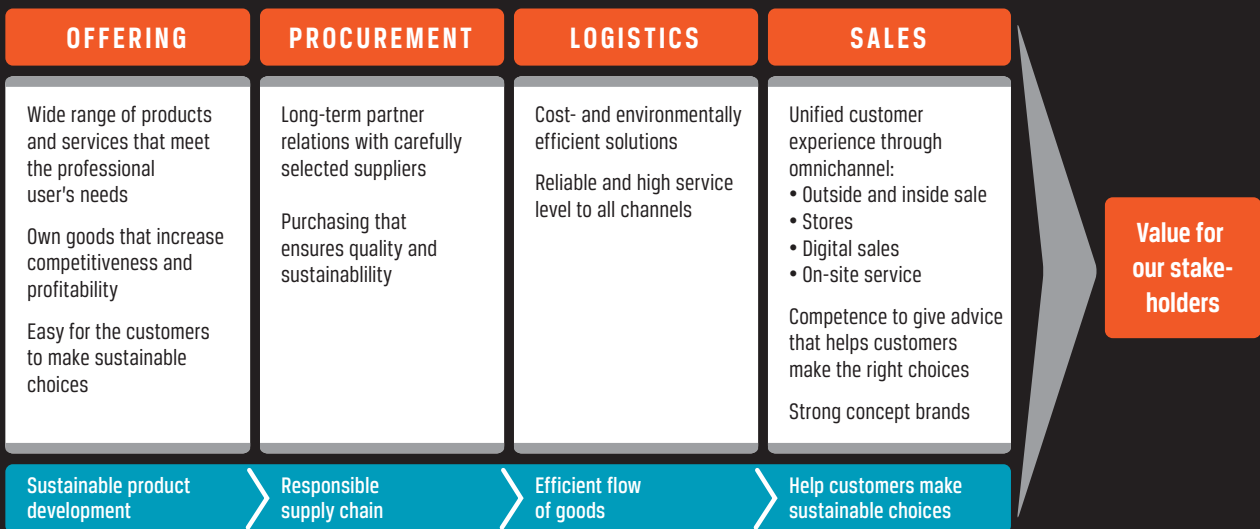 OFFERING
Wide range of products
and services that meet
the professional
user's needs
Own goods that increase
competitiveness and
profitability
Easy for the customers
to make sustainable
choices
Sustainable product
development
PROCUREMENT
Long-term partner
relations with carefully
selected suppliers
Purchasing that
ensures quality and
sustainablility
Responsible
supply chain
LOGISTICS
Cost- and environmentally
efficient solutions
Reliable and high service
level to all channels
Efficient flow
of goods
SALES
Unified customer
experience through
omnichannel:
• Outside and inside sale
• Stores
• Digital sales
• On-site service
Competence to give advice
that helps customers
make the right choices
Strong concept brands
Help customers make
sustainable choices
Value for
our stake-
holders